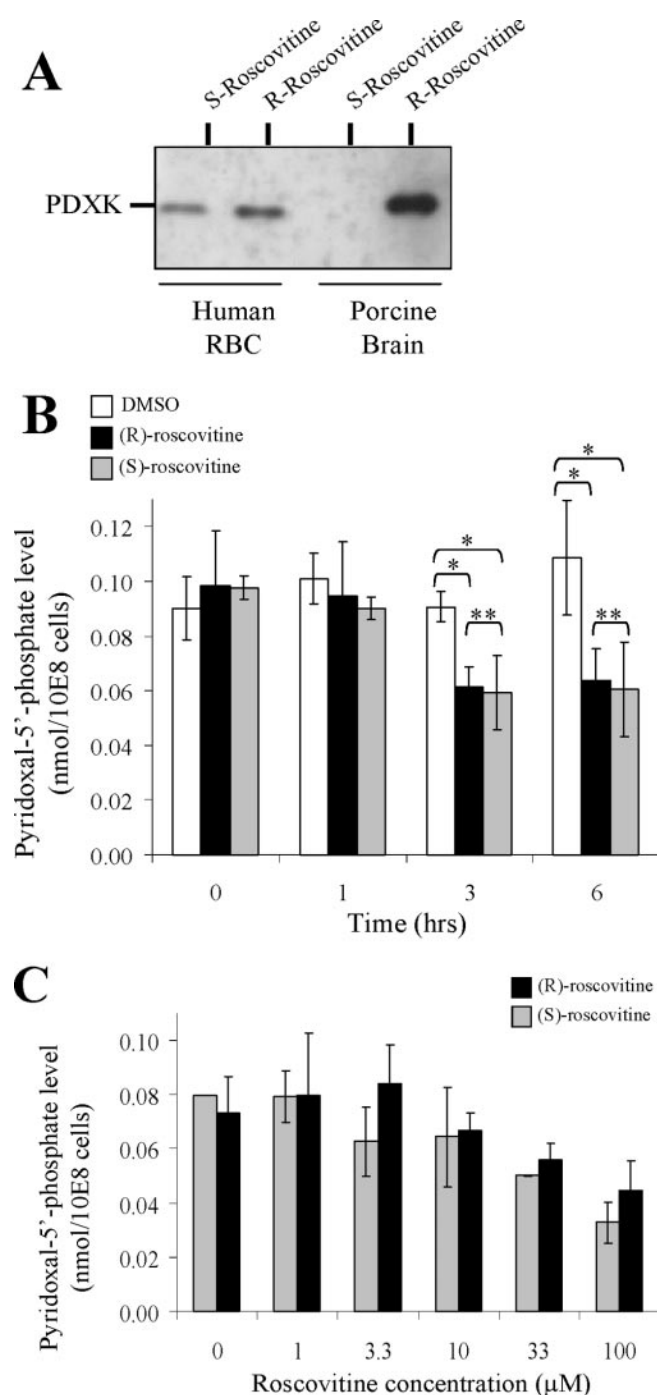 A
S-Roscovitine
R-Roscovitine
S-Roscovitine
R-Roscovitine
PDXK
Human
RBC
Porcine
Brain
B
DMSO
(R)-roscovitine
(S)-roscovitine
Pyridoxal-5'-phosphate level
(nmol/10E8 cells)
0.12
0.10
0.08
0.06
0.04
0.02
0.00
*
*
**
*
*
**
0
1
3
6
Time (hrs)
C
(R)-roscovitine
(S)-roscovitine
Pyridoxal-5'-phosphate level
(nmol/10E8 cells)
0.10
0.08
0.06
0.04
0.02
0.00
0
1
3.3
10
33
100
Roscovitine concentration (μM)